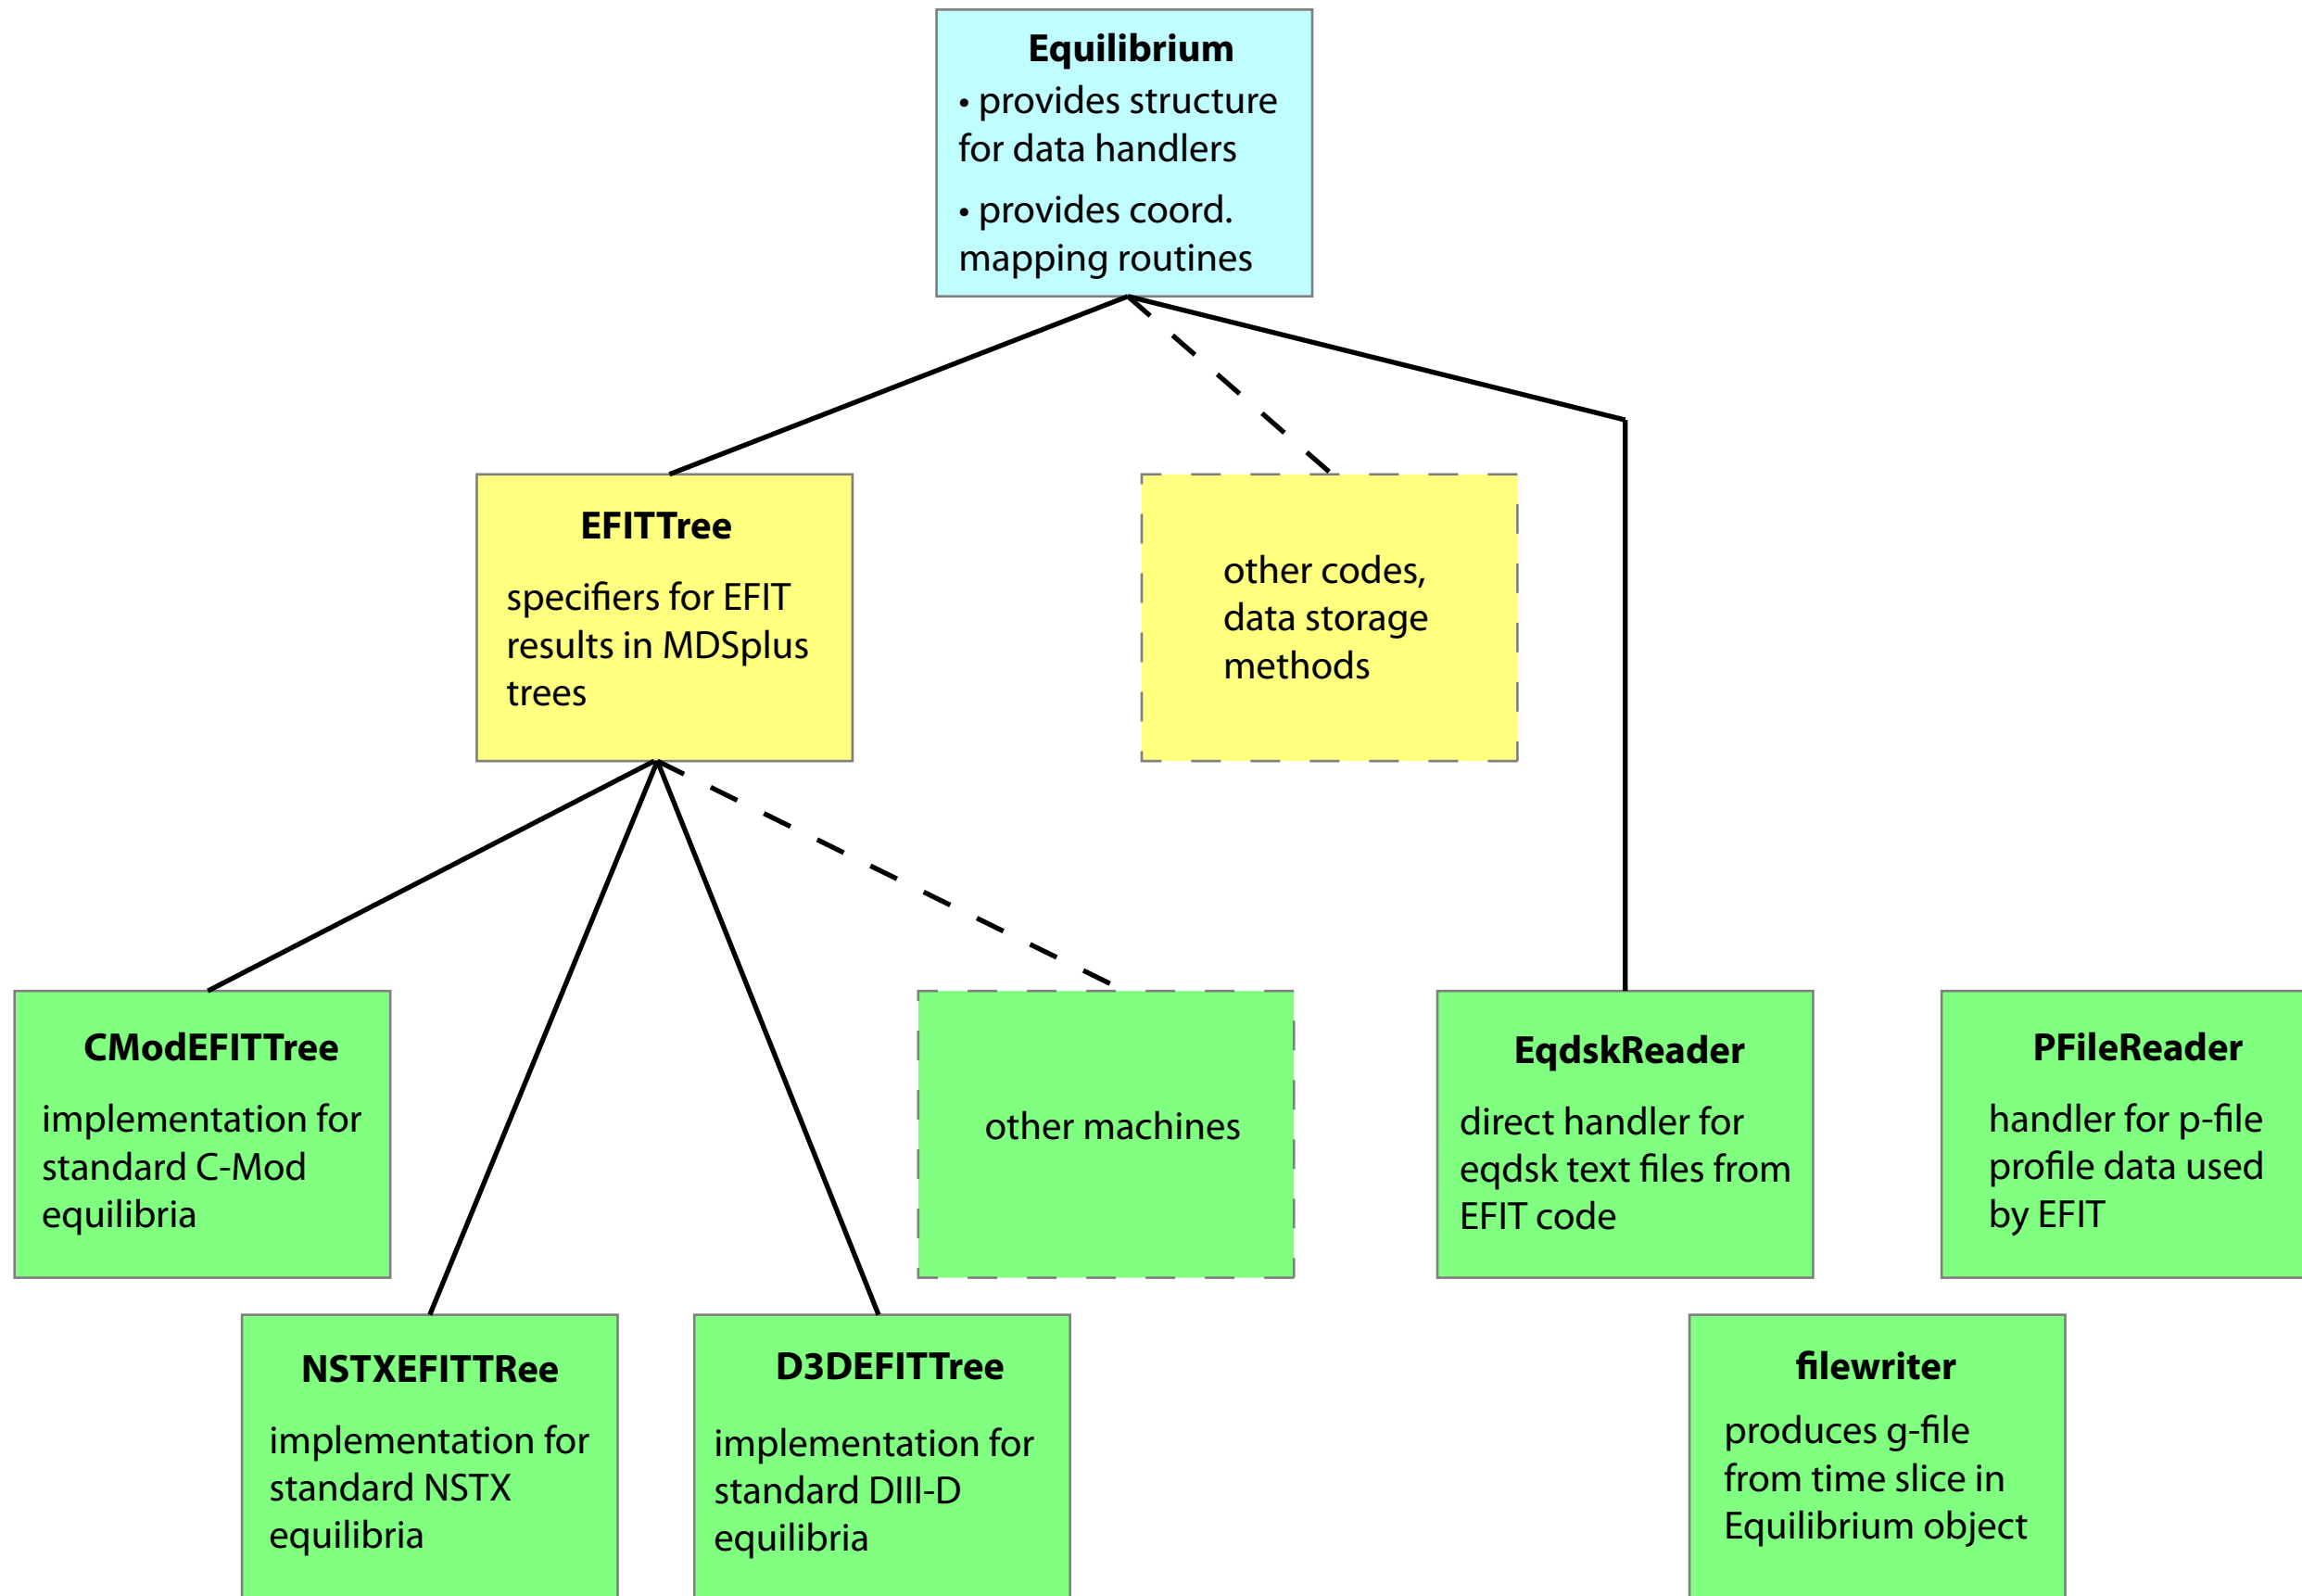 Equilibrium
• provides structure
for data handlers
• provides coord.
mapping routines
EFITTree
specifiers for EFIT
results in MDSplus
trees
other codes,
data storage
methods
CModEFITTree
implementation for
standard C-Mod
equilibria
other machines
EqdskReader
direct handler for
eqdsk text files from
EFIT code
PFileReader
handler for p-file
profile data used
by EFIT
NSTXEFITTRee
implementation for
standard NSTX
equilibria
D3DEFITTree
implementation for
standard DIII-D
equilibria
filewriter
produces g-file
from time slice in
Equilibrium object